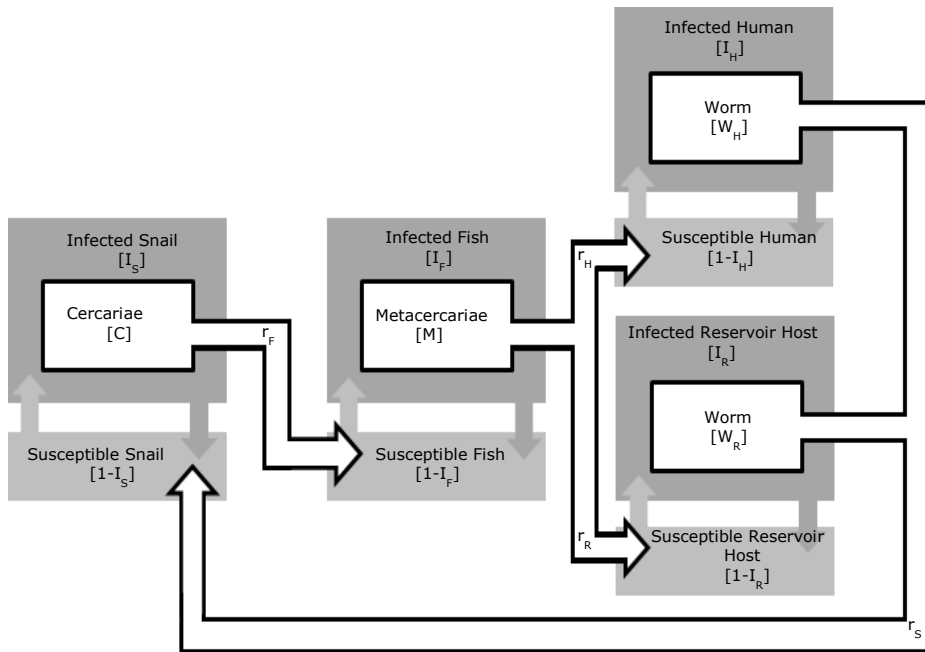 Infected Snail
[I_S]
Cercariae
[C]
Susceptible Snail
[1-I_S]
r_F
Infected Fish
[I_F]
Metacercariae
[M]
Susceptible Fish
[1-I_F]
r_H
r_R
Infected Human
[I_H]
Worm
[W_H]
Susceptible Human
[1-I_H]
Infected Reservoir Host
[I_R]
Worm
[W_R]
Susceptible Reservoir
Host
[1-I_R]
r_S